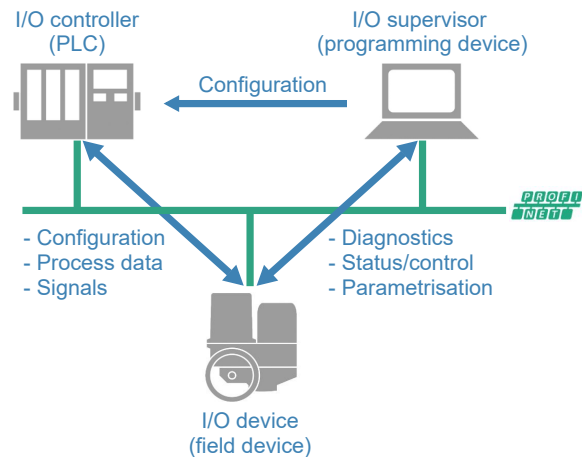 I/O controller
(PLC)
I/O supervisor
(programming device)
Configuration
PROFI
NET
- Configuration
- Process data
- Signals
- Diagnostics
- Status/control
- Parametrisation
I/O device
(field device)